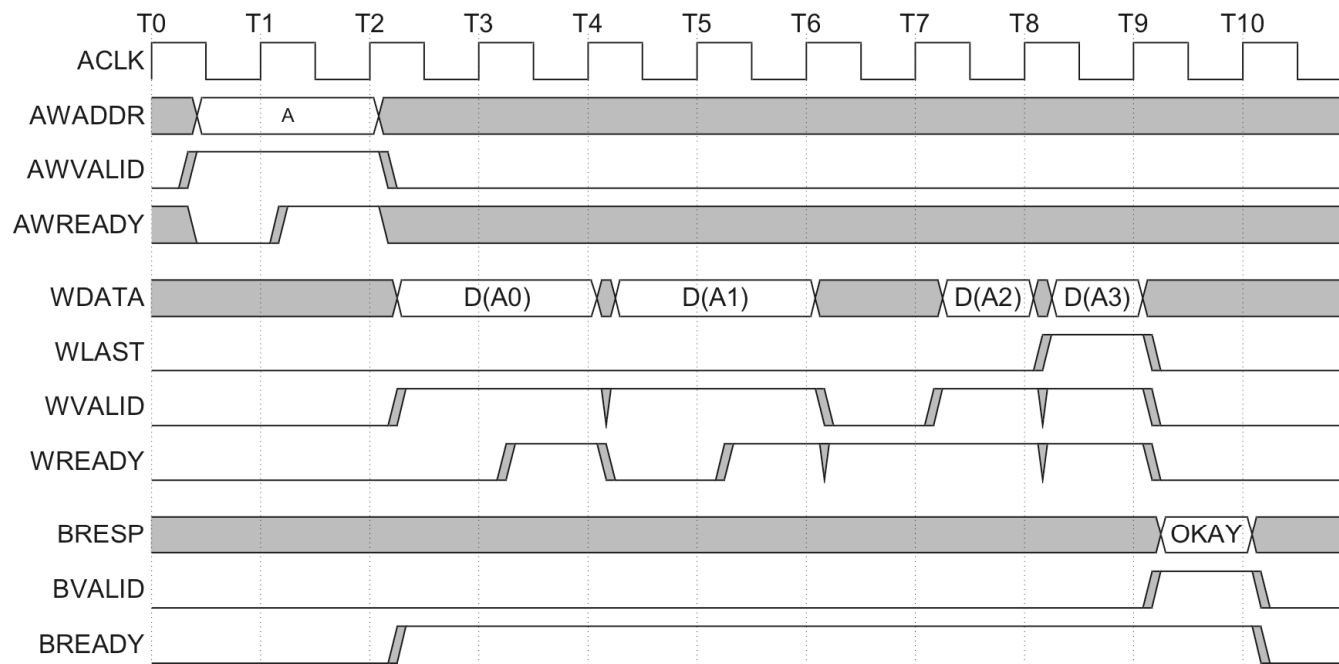 T0 T1 T2 T3 T4 T5 T6 T7 T8 T9 T10
ACLK
AWADDR A
AWVALID
AWREADY
WDATA D(A0) D(A1) D(A2) D(A3)
WLAST
WVALID
WREADY
BRESP OKAY
BVALID
BREADY